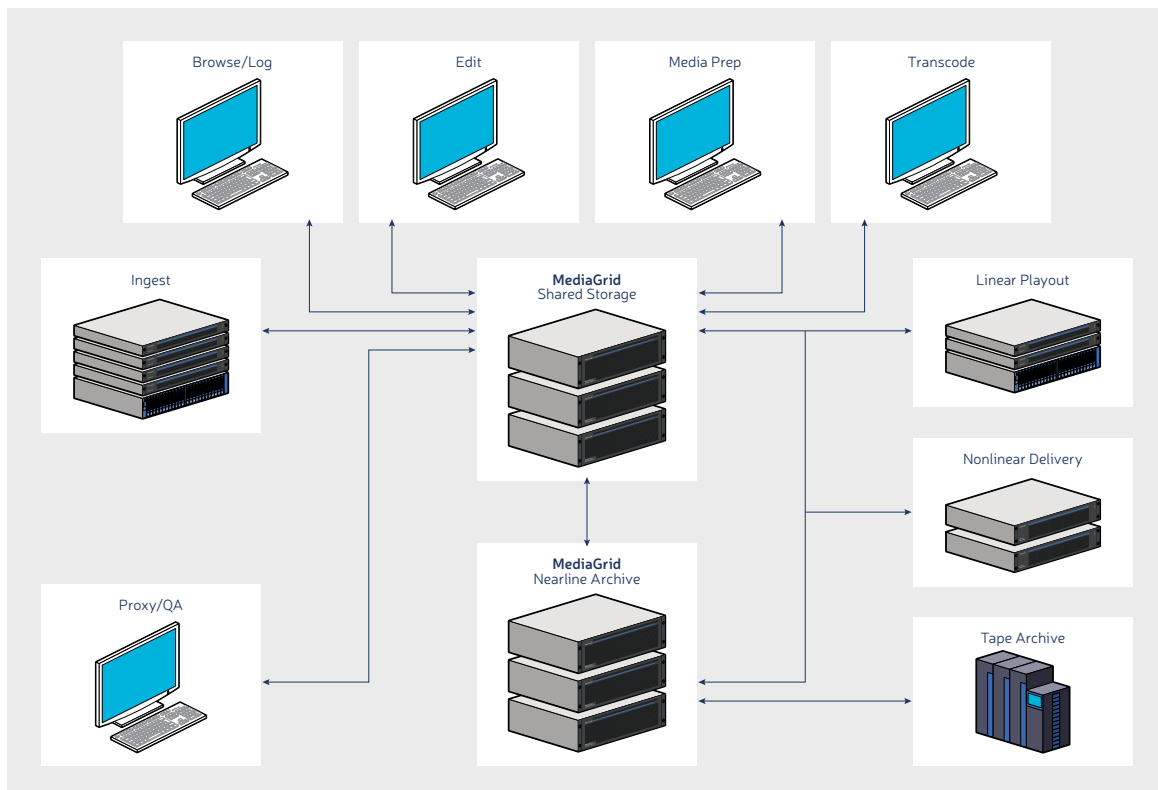 Browse/Log
Edit
Media Prep
Transcode
Ingest
MediaGrid
Shared Storage
Linear Playout
Nonlinear Delivery
MediaGrid
Nearline Archive
Proxy/QA
Tape Archive